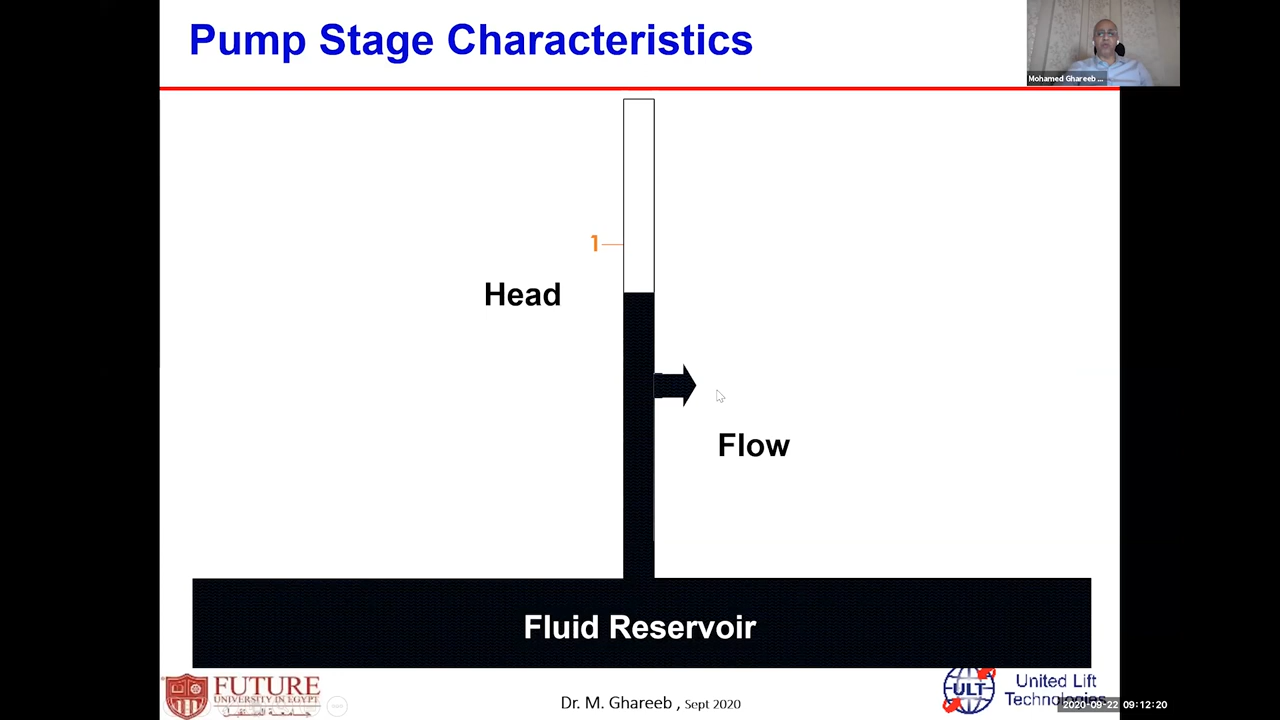 Pump Stage Characteristics
Mohamed Ghareeb ...
1
Head
Flow
Fluid Reservoir
FUTURE
UNIVERSITY IN EGYPT
Dr. M. Ghareeb , Sept 2020
ULT
United Lift
Technologies
2020-09-22 09:12:20